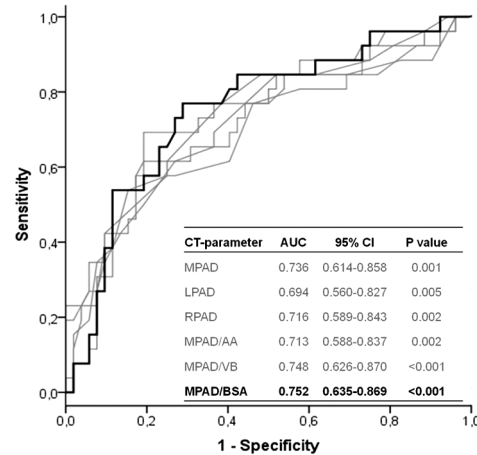 1,0
0,8
0,6
0,4
0,2
0,0
Sensitivity
CT-parameter AUC 95% CI P value
MPAD 0.736 0.614-0.858 0.001
LPAD 0.694 0.560-0.827 0.005
RPAD 0.716 0.589-0.843 0.002
MPAD/AA 0.713 0.588-0.837 0.002
MPAD/VB 0.748 0.626-0.870 <0.001
MPAD/BSA 0.752 0.635-0.869 <0.001
0,0 0,2 0,4 0,6 0,8 1,0
1 - Specificity